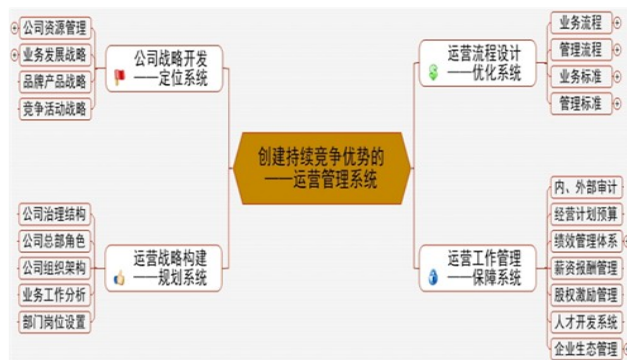 公司资源管理
业务发展战略
品牌产品战略
竞争活动战略
公司战略开发
——定位系统
公司治理结构
公司总部角色
公司组织架构
业务工作分析
部门岗位设置
运营战略构建
——规划系统
创建持续竞争优势的
——运营管理系统
运营流程设计
——优化系统
业务流程
管理流程
业务标准
管理标准
运营工作管理
——保障系统
内、外部审计
经营计划预算
绩效管理体系
薪资报酬管理
股权激励管理
人才开发系统
企业生态管理